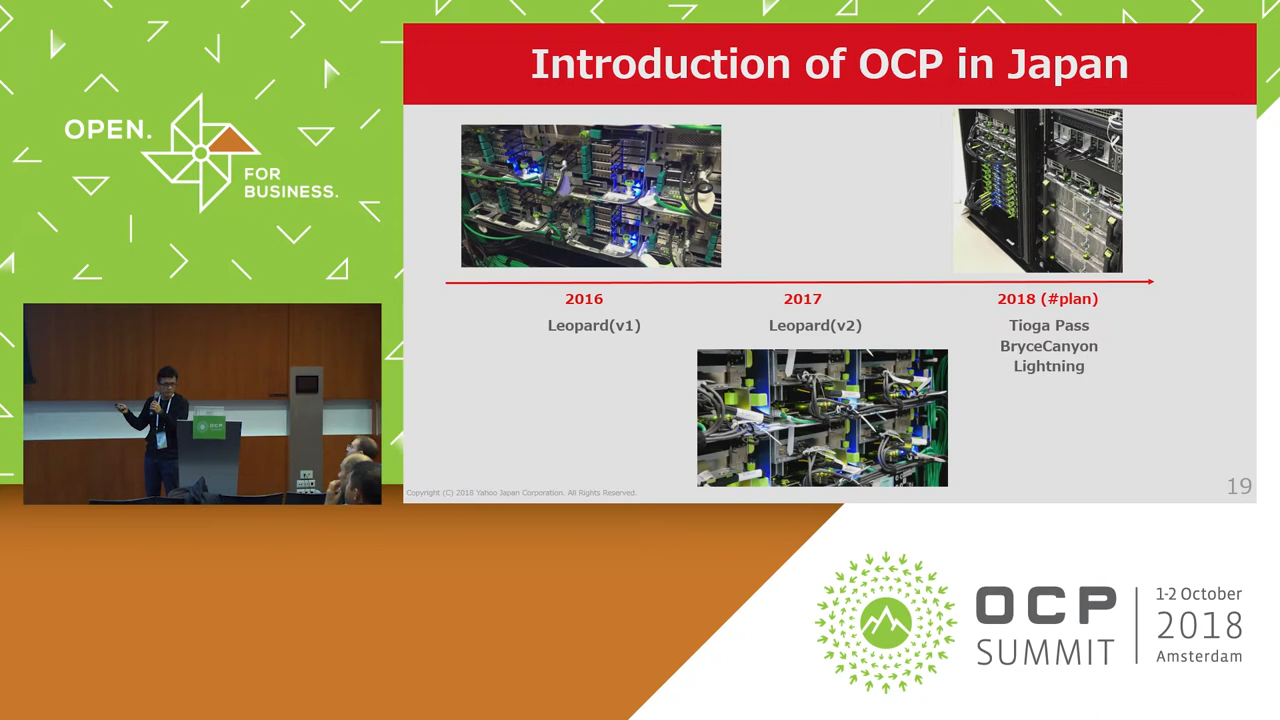 OPEN.
FOR
BUSINESS.
Introduction of OCP in Japan
2016
Leopard(v1)
2017
Leopard(v2)
2018 (#plan)
Tioga Pass
BryceCanyon
Lightning
Copyright (C) 2018 Yahoo Japan Corporation. All Rights Reserved.
19
OCP
OCP
SUMMIT
1-2 October
2018
Amsterdam